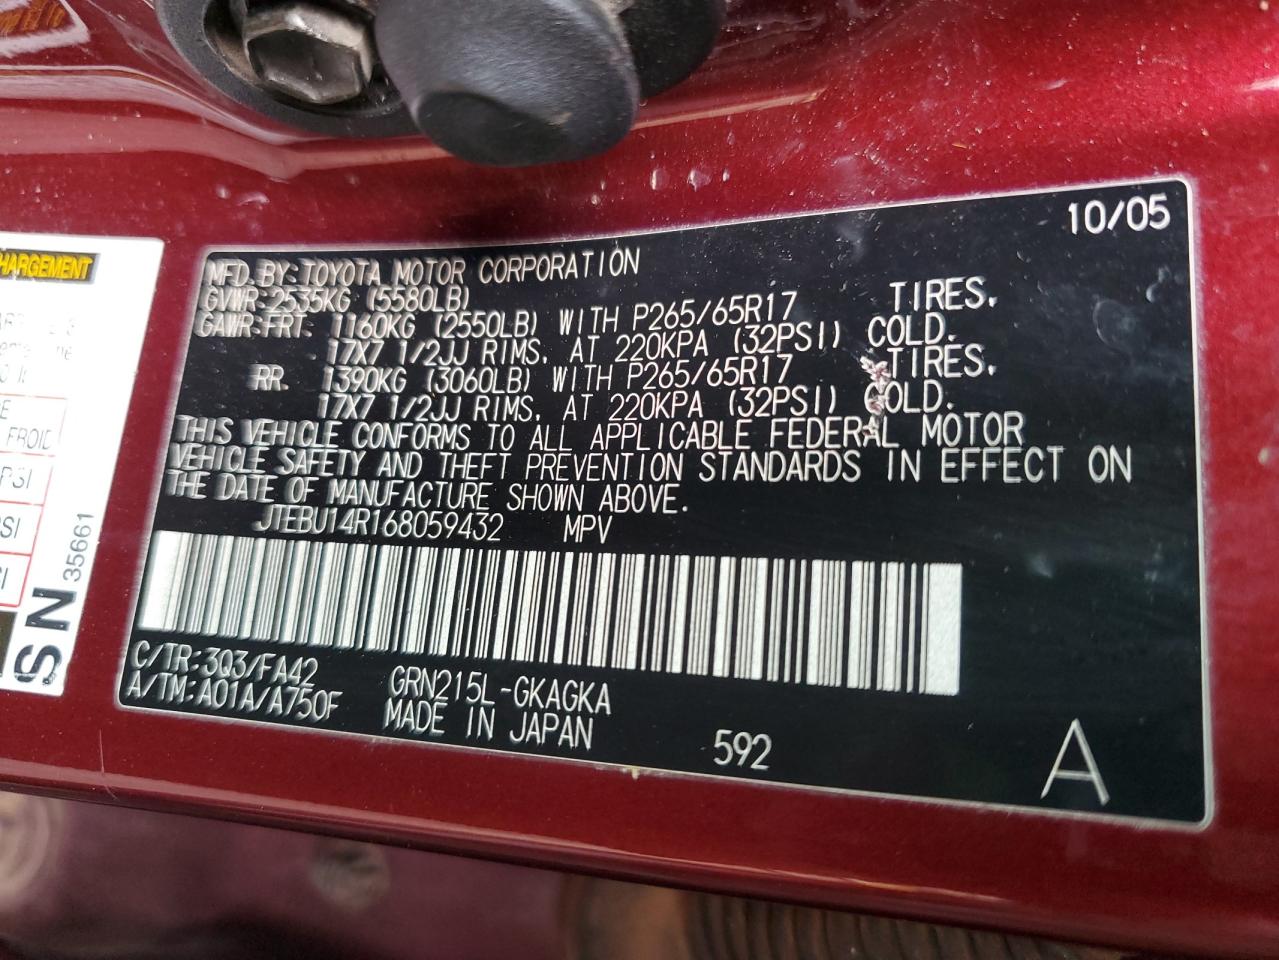 10/05
MFD. BY: TOYOTA MOTOR CORPORATION
GVWR: 2535KG (5580LB)
GAWR: FRT. 1160KG (2550LB) WITH P265/65R17 TIRES.
17X7 1/2JJ RIMS, AT 220KPA (32PSI) COLD.
RR. 1390KG (3060LB) WITH P265/65R17 TIRES.
17X7 1/2JJ RIMS, AT 220KPA (32PSI) COLD.
THIS VEHICLE CONFORMS TO ALL APPLICABLE FEDERAL MOTOR
VEHICLE SAFETY AND THEFT PREVENTION STANDARDS IN EFFECT ON
THE DATE OF MANUFACTURE SHOWN ABOVE.
JTEBU14R168059432 MPV
C/TR: 3Q3/FA42 GRN215L-GKAGKA
A/TM: A01A/A750F MADE IN JAPAN
592
A
HARGEMENT
E
FROID
PSI
SI
CI
SN
35661